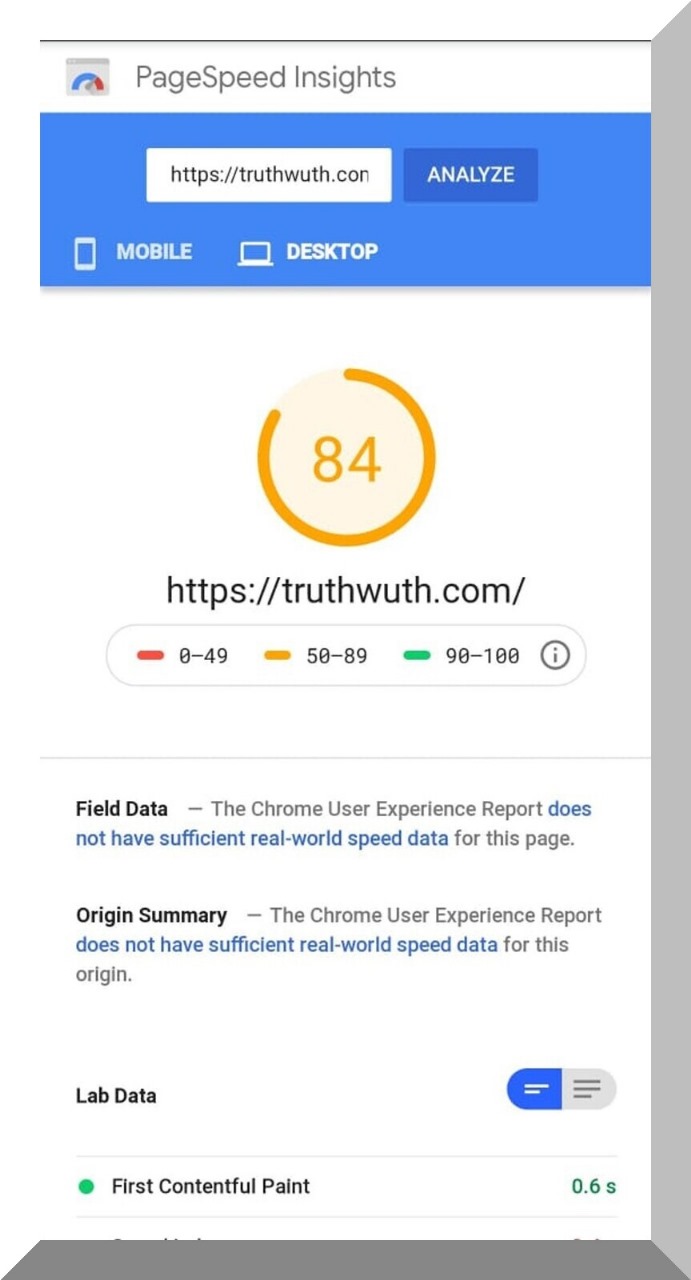 PageSpeed Insights
https://truthwuth.con
ANALYZE
MOBILE
DESKTOP
84
https://truthwuth.com/
0–49
50–89
90–100
Field Data — The Chrome User Experience Report does
not have sufficient real-world speed data for this page.
Origin Summary — The Chrome User Experience Report
does not have sufficient real-world speed data for this
origin.
Lab Data
First Contentful Paint 0.6 s